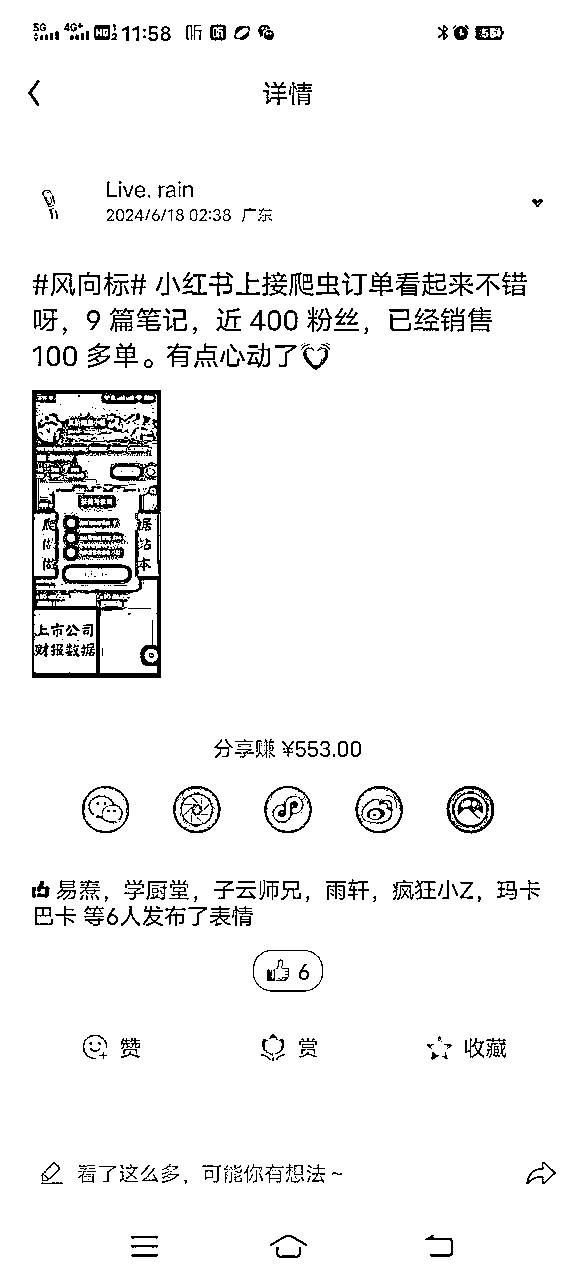 5G 4G+ HD 11:58 听 55
详情
Live. rain
2024/6/18 02:38 广东
#风向标# 小红书上接爬虫订单看起来不错
呀，9 篇笔记，近 400 粉丝，已经销售
100 多单。有点心动了
爬
做
做
据
站
本
上市公司
财报数据
分享赚 ¥553.00
易焘，学厨堂，子云师兄，雨轩，疯狂小Z，玛卡
巴卡 等6人发布了表情
6
赞 赏 收藏
看了这么多，可能你有想法 ~